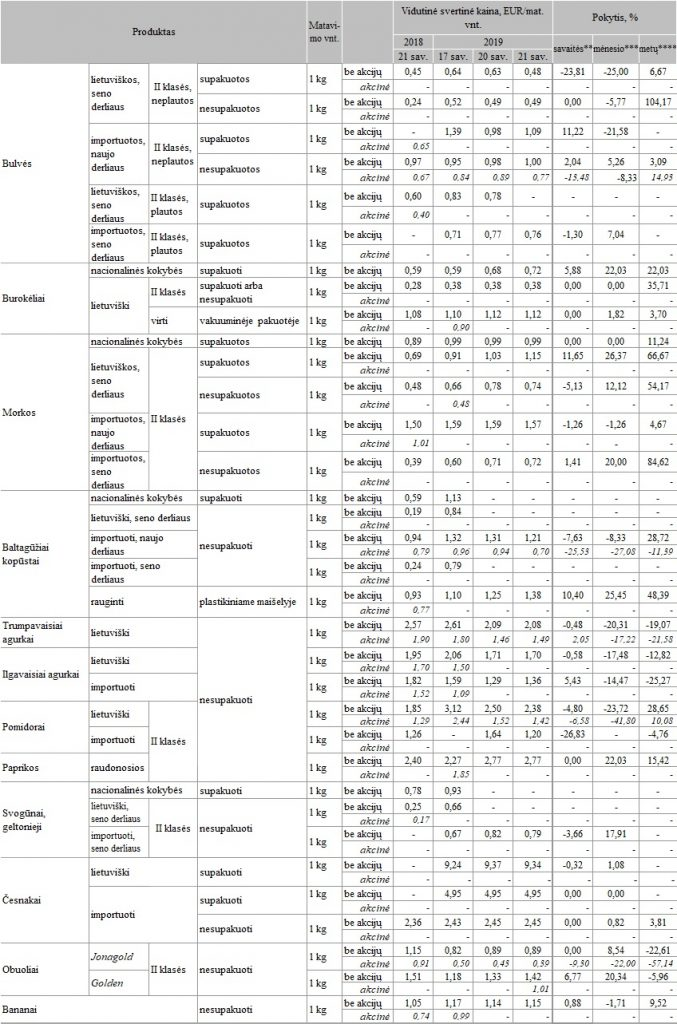 Produktas Matavi- Vidutinė svertinė kaina, EUR/mat. Pokytis, %
mo vnt. vnt.
2018 2019 savaitės** mėnesio*** metų****
21 sav. 17 sav. 20 sav. 21 sav.
Bulvės lietuviškos, seno derliaus II klasės, neplautos supakuotos 1 kg be akcijų 0,45 0,64 0,63 0,48 -23,81 -25,00 6,67
akcinė - - - - - - -
nesupakuotos 1 kg be akcijų 0,24 0,52 0,49 0,49 0,00 -5,77 104,17
akcinė - - - - - - -
importuotos, naujo derliaus II klasės, neplautos supakuotos 1 kg be akcijų - 1,39 0,98 1,09 11,22 -21,58 -
akcinė 0,65 - - - - - -
nesupakuotos 1 kg be akcijų 0,97 0,95 0,98 1,00 2,04 5,26 3,09
akcinė 0,67 0,84 0,89 0,77 -13,48 -8,33 14,93
lietuviškos, seno derliaus II klasės, plautos supakuotos 1 kg be akcijų 0,60 0,83 0,78 - - - -
akcinė 0,40 - - - - - -
importuotos, seno derliaus II klasės, plautos supakuotos 1 kg be akcijų - 0,71 0,77 0,76 -1,30 7,04 -
akcinė - - - - - - -
Burokėliai nacionalinės kokybės supakuoti 1 kg be akcijų 0,59 0,59 0,68 0,72 5,88 22,03 22,03
lietuviški II klasės supakuoti arba nesupakuoti 1 kg be akcijų 0,28 0,38 0,38 0,38 0,00 0,00 35,71
akcinė - - - - - - -
virti vakuuminėje pakuotėje 1 kg be akcijų 1,08 1,10 1,12 1,12 0,00 1,82 3,70
akcinė - 0,90 - - - - -
Morkos nacionalinės kokybės supakuotos 1 kg be akcijų 0,89 0,99 0,99 0,99 0,00 0,00 11,24
lietuviškos, seno derliaus II klasės supakuotos 1 kg be akcijų 0,69 0,91 1,03 1,15 11,65 26,37 66,67
akcinė - - - - - - -
nesupakuotos 1 kg be akcijų 0,48 0,66 0,78 0,74 -5,13 12,12 54,17
akcinė - 0,48 - - - - -
importuotos, naujo derliaus supakuotos 1 kg be akcijų 1,50 1,59 1,59 1,57 -1,26 -1,26 4,67
akcinė 1,01 - - - - - -
importuotos, seno derliaus nesupakuotos 1 kg be akcijų 0,39 0,60 0,71 0,72 1,41 20,00 84,62
akcinė - - - - - - -
Baltagūžiai kopūstai nacionalinės kokybės supakuoti 1 kg be akcijų 0,59 1,13 - - - - -
lietuviški, seno derliaus nesupakuoti 1 kg be akcijų 0,19 0,84 - - - - -
akcinė - - - - - - -
importuoti, naujo derliaus 1 kg be akcijų 0,94 1,32 1,31 1,21 -7,63 -8,33 28,72
akcinė 0,79 0,96 0,94 0,70 -25,53 -27,08 -11,39
importuoti, seno derliaus 1 kg be akcijų 0,24 0,79 - - - - -
akcinė - - - - - - -
rauginti plastikiniame maišelyje 1 kg be akcijų 0,93 1,10 1,25 1,38 10,40 25,45 48,39
akcinė 0,77 - - - - - -
Trumpavaisiai agurkai lietuviški nesupakuoti 1 kg be akcijų 2,57 2,61 2,09 2,08 -0,48 -20,31 -19,07
akcinė 1,90 1,80 1,46 1,49 2,05 -17,22 -21,58
Ilgavaisiai agurkai lietuviški 1 kg be akcijų 1,95 2,06 1,71 1,70 -0,58 -17,48 -12,82
akcinė 1,70 1,50 - - - - -
importuoti 1 kg be akcijų 1,82 1,59 1,29 1,36 5,43 -14,47 -25,27
akcinė 1,52 1,09 - - - - -
Pomidorai lietuviški II klasės 1 kg be akcijų 1,85 3,12 2,50 2,38 -4,80 -23,72 28,65
akcinė 1,29 2,44 1,52 1,42 -6,58 -41,80 10,08
importuoti 1 kg be akcijų 1,26 - 1,64 1,20 -26,83 - -4,76
akcinė - - - - - - -
Paprikos raudonosios 1 kg be akcijų 2,40 2,27 2,77 2,77 0,00 22,03 15,42
akcinė - 1,85 - - - - -
Svogūnai, geltonieji nacionalinės kokybės supakuoti 1 kg be akcijų 0,78 0,93 - - - - -
lietuviški, seno derliaus II klasės nesupakuoti 1 kg be akcijų 0,25 0,66 - - - - -
akcinė 0,17 - - - - - -
importuoti, seno derliaus 1 kg be akcijų - 0,67 0,82 0,79 -3,66 17,91 -
akcinė - - - - - - -
Česnakai lietuviški supakuoti 1 kg be akcijų - 9,24 9,37 9,34 -0,32 1,08 -
akcinė - - - - - - -
importuoti supakuoti 1 kg be akcijų - 4,95 4,95 4,95 0,00 0,00 -
akcinė - - - - - - -
nesupakuoti 1 kg be akcijų 2,36 2,43 2,45 2,45 0,00 0,82 3,81
akcinė - - - - - - -
Obuoliai Jonagold II klasės nesupakuoti 1 kg be akcijų 1,15 0,82 0,89 0,89 0,00 8,54 -22,61
akcinė 0,91 0,50 0,43 0,39 -9,30 -22,00 -57,14
Golden 1 kg be akcijų 1,51 1,18 1,33 1,42 6,77 20,34 -5,96
akcinė - - - 1,01 - - -
Bananai nesupakuoti 1 kg be akcijų 1,05 1,17 1,14 1,15 0,88 -1,71 9,52
akcinė 0,74 0,99 - - - - -